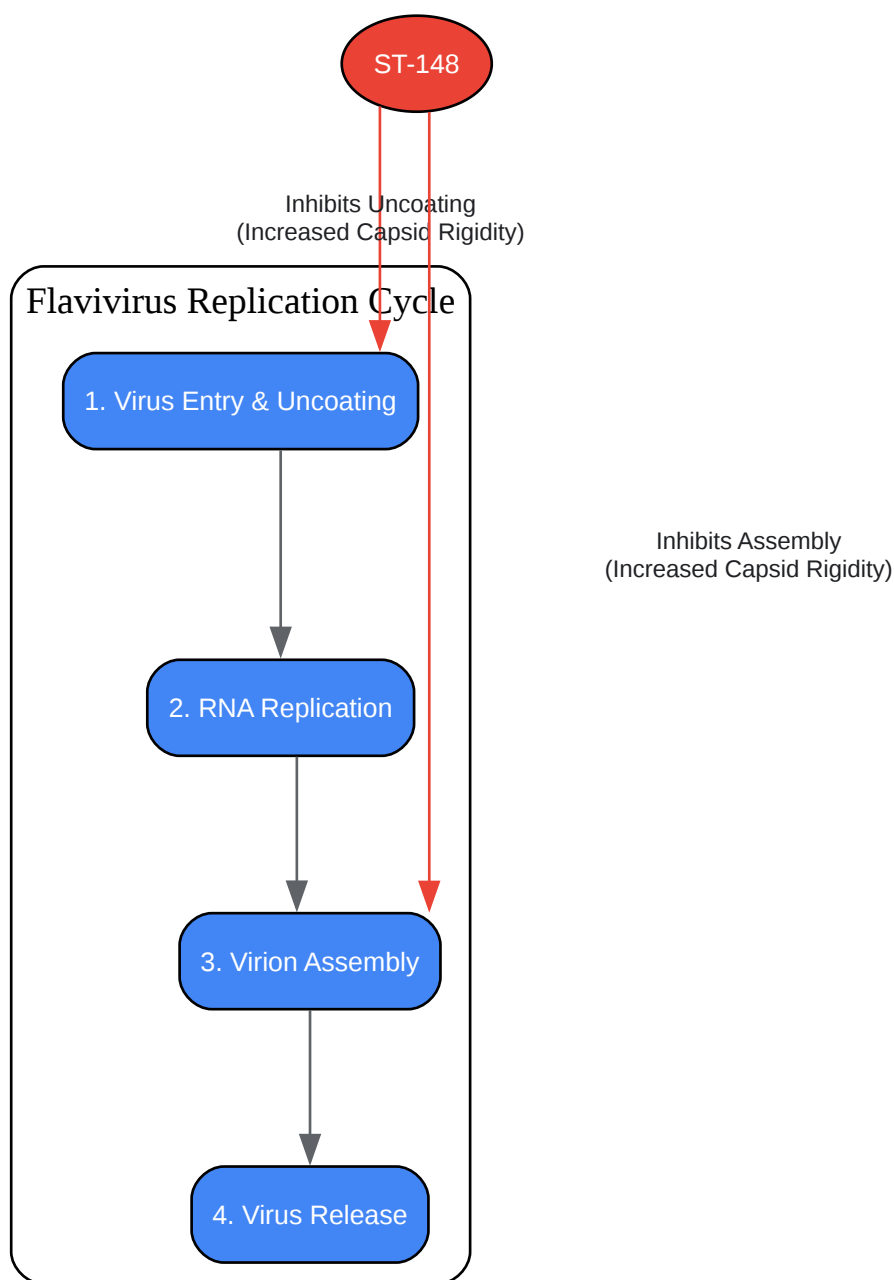 ST-148
Inhibits Uncoating
(Increased Capsid Rigidity)
Flavivirus Replication Cycle
1. Virus Entry & Uncoating
Inhibits Assembly
(Increased Capsid Rigidity)
2. RNA Replication
3. Virion Assembly
4. Virus Release